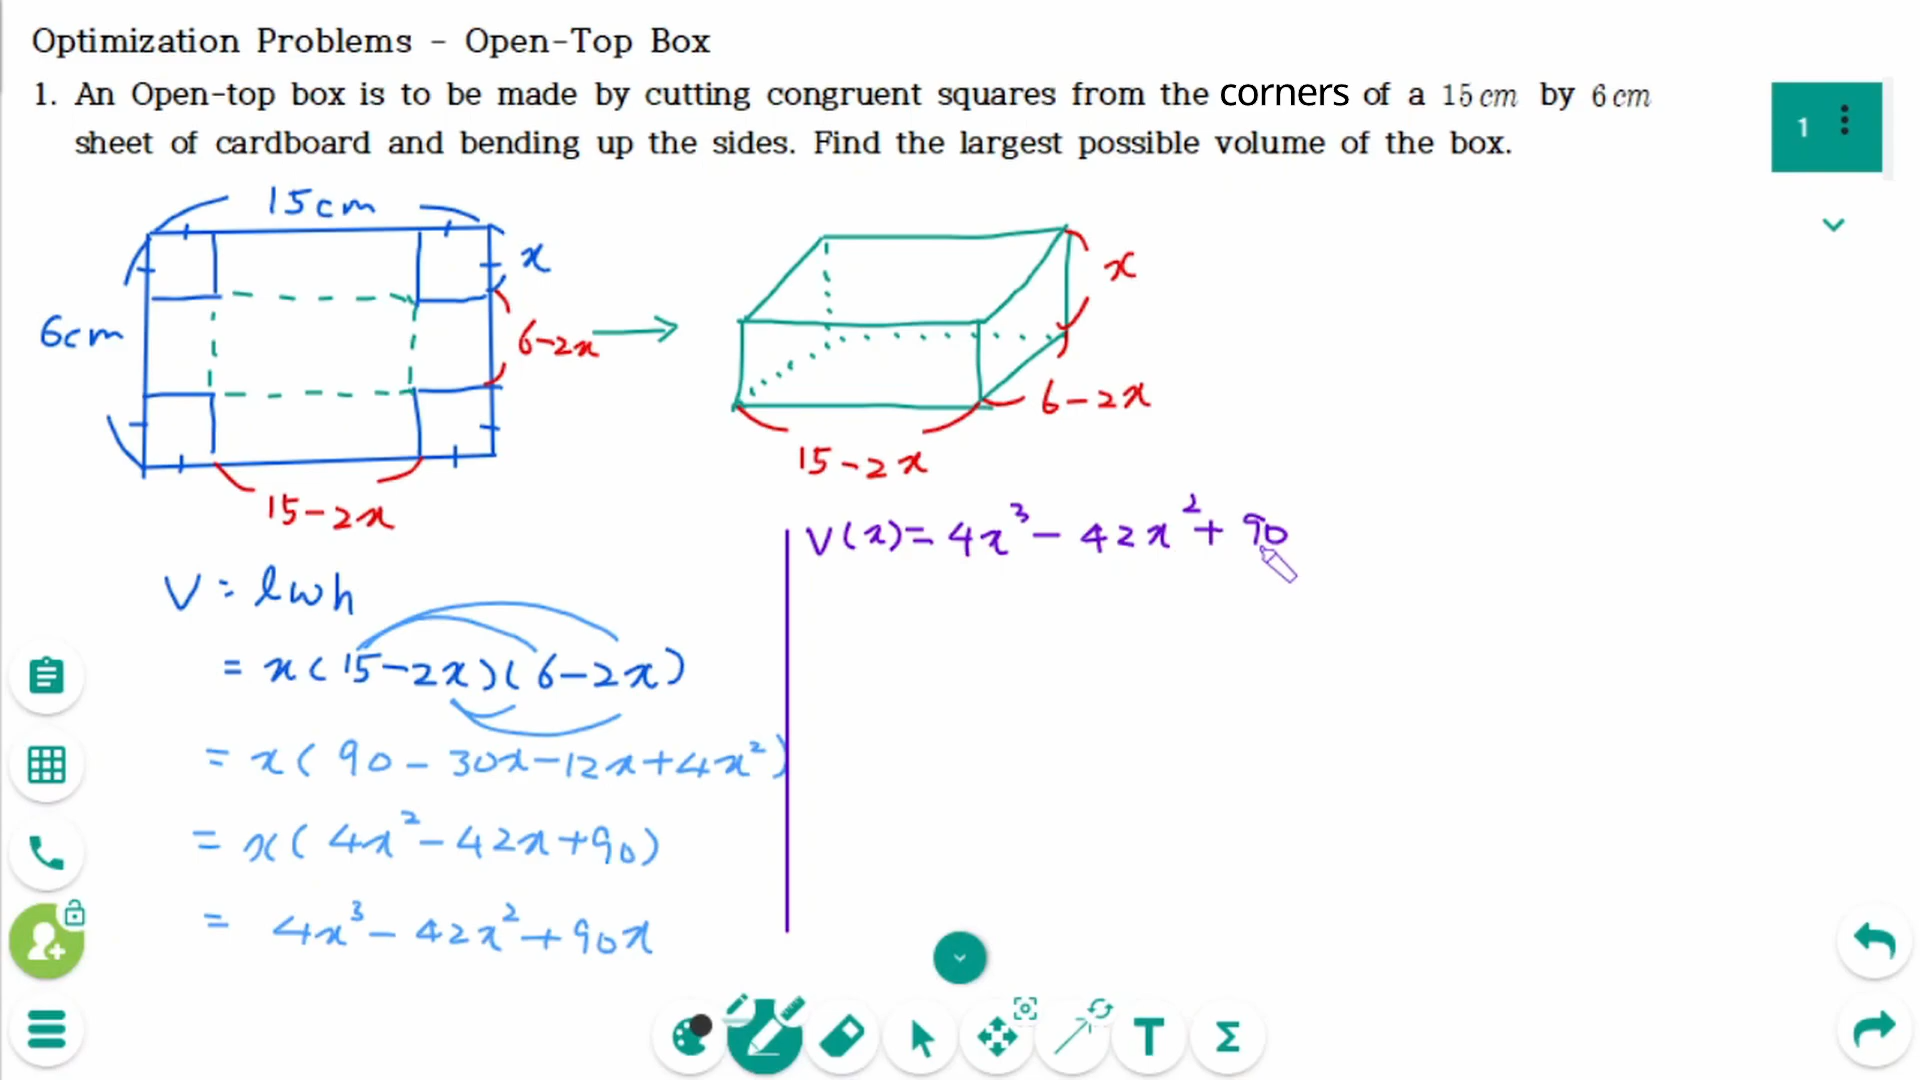 Optimization Problems - Open-Top Box
1. An Open-top box is to be made by cutting congruent squares from the corners of a 15 cm by 6 cm
sheet of cardboard and bending up the sides. Find the largest possible volume of the box.
1
15cm
x
6cm
6-2x
15-2x
x
6-2x
15-2x
V = lwh
= x(15-2x)(6-2x)
= x(90-30x-12x+4x²)
= x(4x²-42x+90)
= 4x³-42x²+90x
V(x)= 4x³-42x²+90
T
Σ